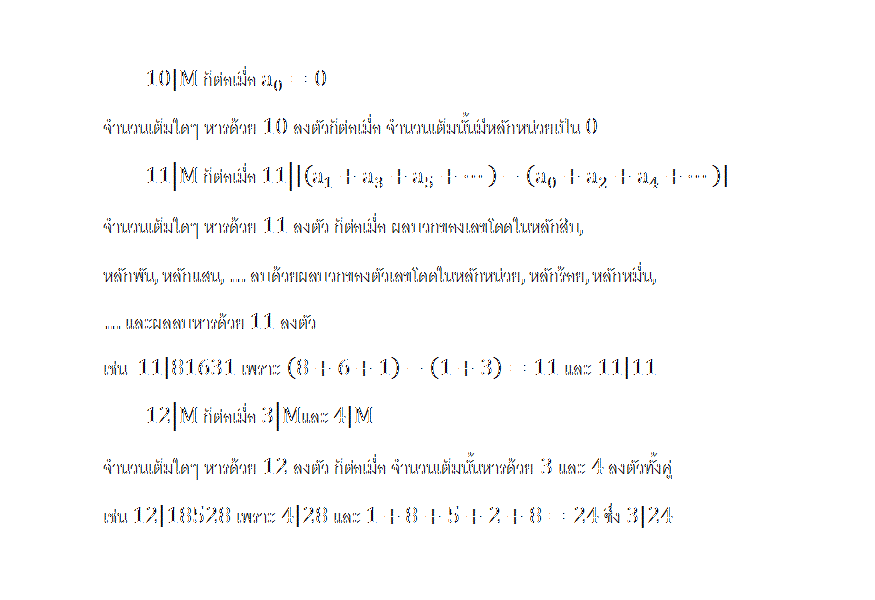 10|M ก็ต่อเมื่อ a₀ = 0
จำนวนเต็มใดๆ หารด้วย 10 ลงตัวก็ต่อเมื่อ จำนวนเต็มนั้นมีหลักหน่วยเป็น 0
11|M ก็ต่อเมื่อ 11||(a₁ + a₃ + a₅ + ⋯) − (a₀ + a₂ + a₄ + ⋯)|
จำนวนเต็มใดๆ หารด้วย 11 ลงตัว ก็ต่อเมื่อ ผลบวกของเลขโดดในหลักสิบ,
หลักพัน, หลักแสน, .... ลบด้วยผลบวกของตัวเลขโดดในหลักหน่วย, หลักร้อย, หลักหมื่น,
.... และผลลบหารด้วย 11 ลงตัว
เช่น 11|81631 เพราะ (8 + 6 + 1) − (1 + 3) = 11 และ 11|11
12|M ก็ต่อเมื่อ 3|Mและ 4|M
จำนวนเต็มใดๆ หารด้วย 12 ลงตัว ก็ต่อเมื่อ จำนวนเต็มนั้นหารด้วย 3 และ 4 ลงตัวทั้งคู่
เช่น 12|18528 เพราะ 4|28 และ 1 + 8 + 5 + 2 + 8 = 24 ซึ่ง 3|24